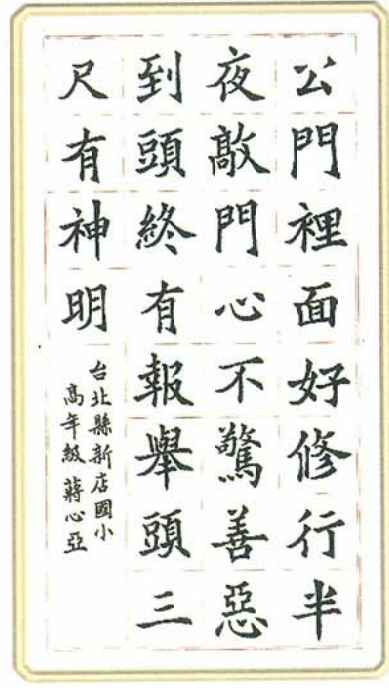 公門裡面好修行半
夜敲門心不驚善惡
到頭終有報舉頭三
尺有神明
台北縣新店國小
高年級蔣心亞